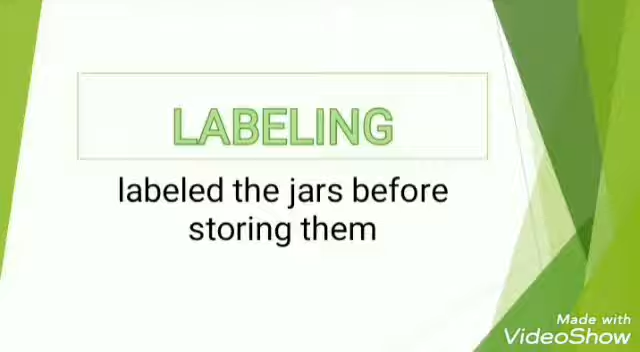 LABELING
labeled the jars before
storing them
Made with
VideoShow